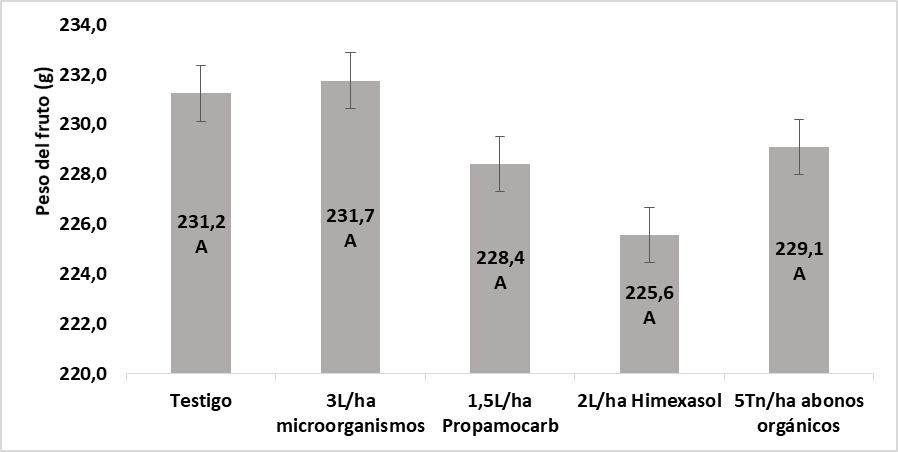 Peso del fruto (g)
234,0
232,0
230,0
228,0
226,0
224,0
222,0
220,0
231,2
A
231,7
A
228,4
A
225,6
A
229,1
A
Testigo
3L/ha
microorganismos
1,5L/ha
Propamocarb
2L/ha Himexasol
5Tn/ha abonos
orgánicos